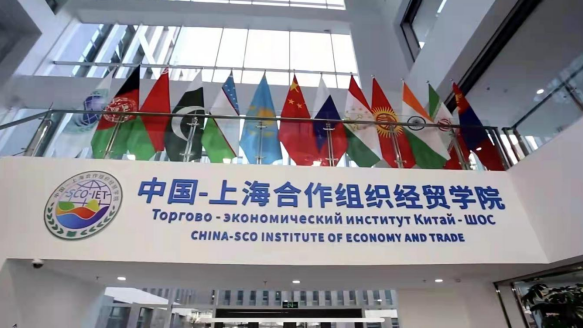 SCO-IET
中国-上海合作组织经贸学院
Торгово - экономический институт Китай - ШОС
CHINA-SCO INSTITUTE OF ECONOMY AND TRADE